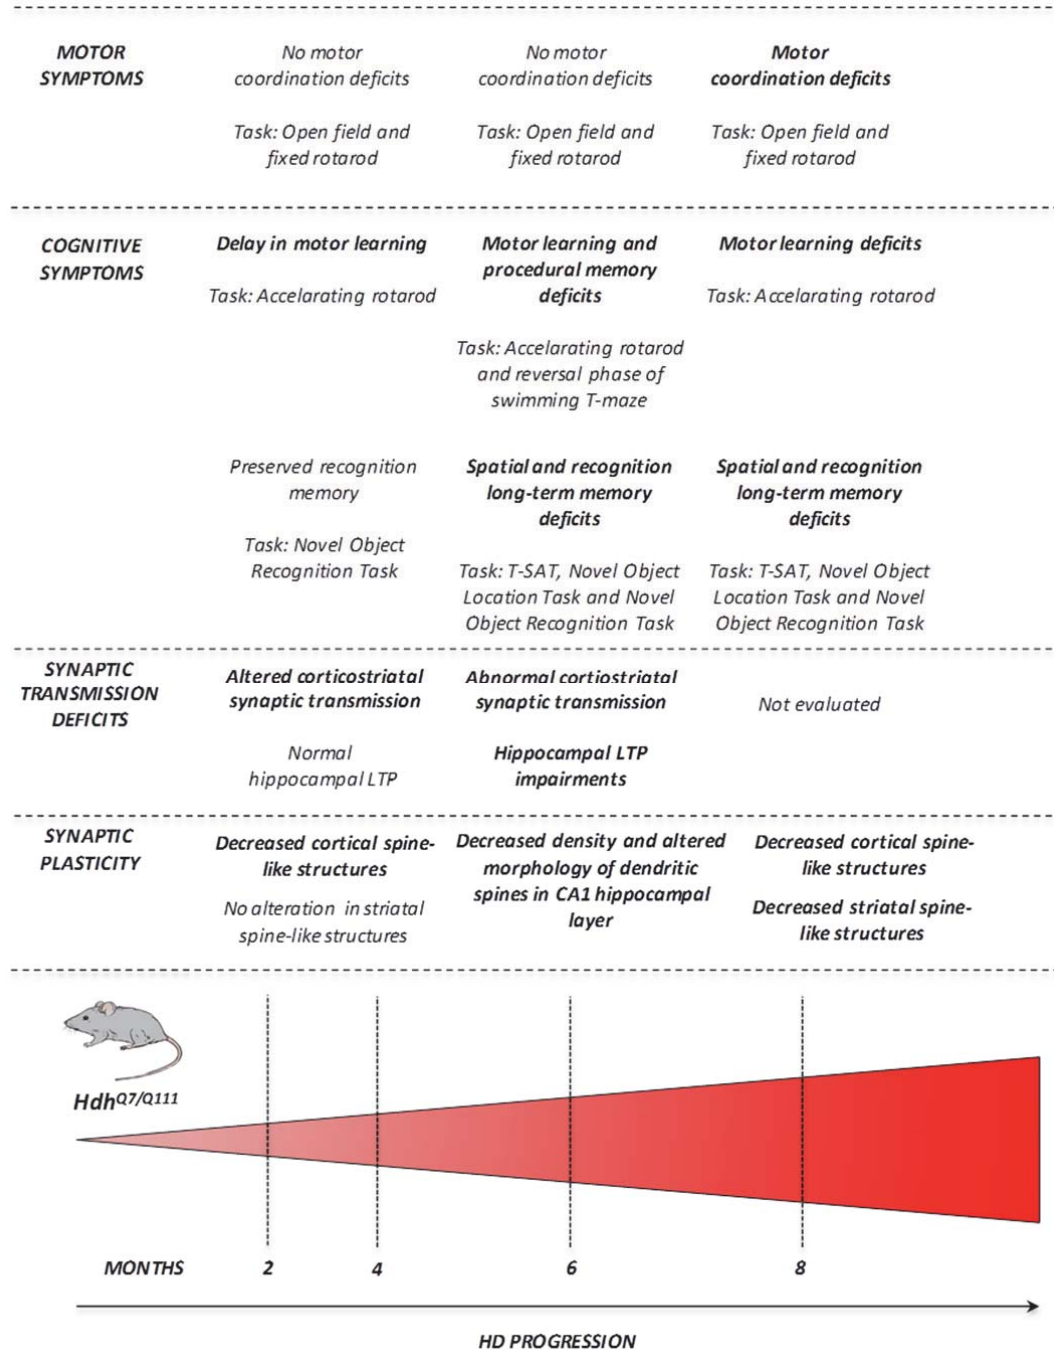 MOTOR
SYMPTOMS
No motor
coordination deficits
Task: Open field and
fixed rotarod
No motor
coordination deficits
Task: Open field and
fixed rotarod
Motor
coordination deficits
Task: Open field and
fixed rotarod
COGNITIVE
SYMPTOMS
Delay in motor learning
Task: Accelarating rotarod
Motor learning and
procedural memory
deficits
Task: Accelarating rotarod
and reversal phase of
swimming T-maze
Motor learning deficits
Task: Accelarating rotarod
Preserved recognition
memory
Task: Novel Object
Recognition Task
Spatial and recognition
long-term memory
deficits
Task: T-SAT, Novel Object
Location Task and Novel
Object Recognition Task
Spatial and recognition
long-term memory
deficits
Task: T-SAT, Novel Object
Location Task and Novel
Object Recognition Task
SYNAPTIC
TRANSMISSION
DEFICITS
Altered corticostriatal
synaptic transmission
Normal
hippocampal LTP
Abnormal cortiostriatal
synaptic transmission
Hippocampal LTP
impairments
Not evaluated
SYNAPTIC
PLASTICITY
Decreased cortical spine-
like structures
No alteration in striatal
spine-like structures
Decreased density and altered
morphology of dendritic
spines in CA1 hippocampal
layer
Decreased cortical spine-
like structures
Decreased striatal spine-
like structures
Hdh^Q7/Q111
MONTHS 2 4 6 8
HD PROGRESSION